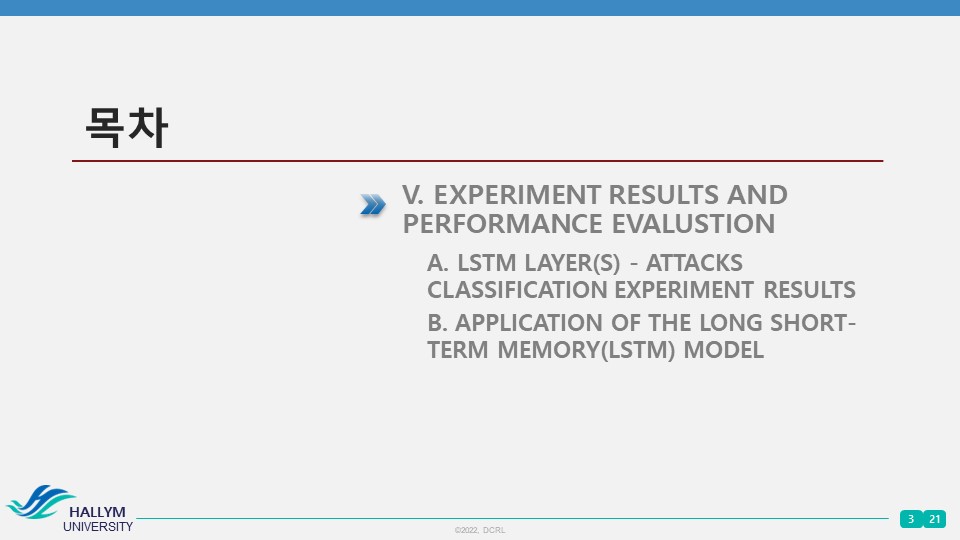 목차
V. EXPERIMENT RESULTS AND
PERFORMANCE EVALUSTION
A. LSTM LAYER(S) - ATTACKS
CLASSIFICATION EXPERIMENT RESULTS
B. APPLICATION OF THE LONG SHORT-
TERM MEMORY(LSTM) MODEL
HALLYM
UNIVERSITY
©2022, DCRL
3 21